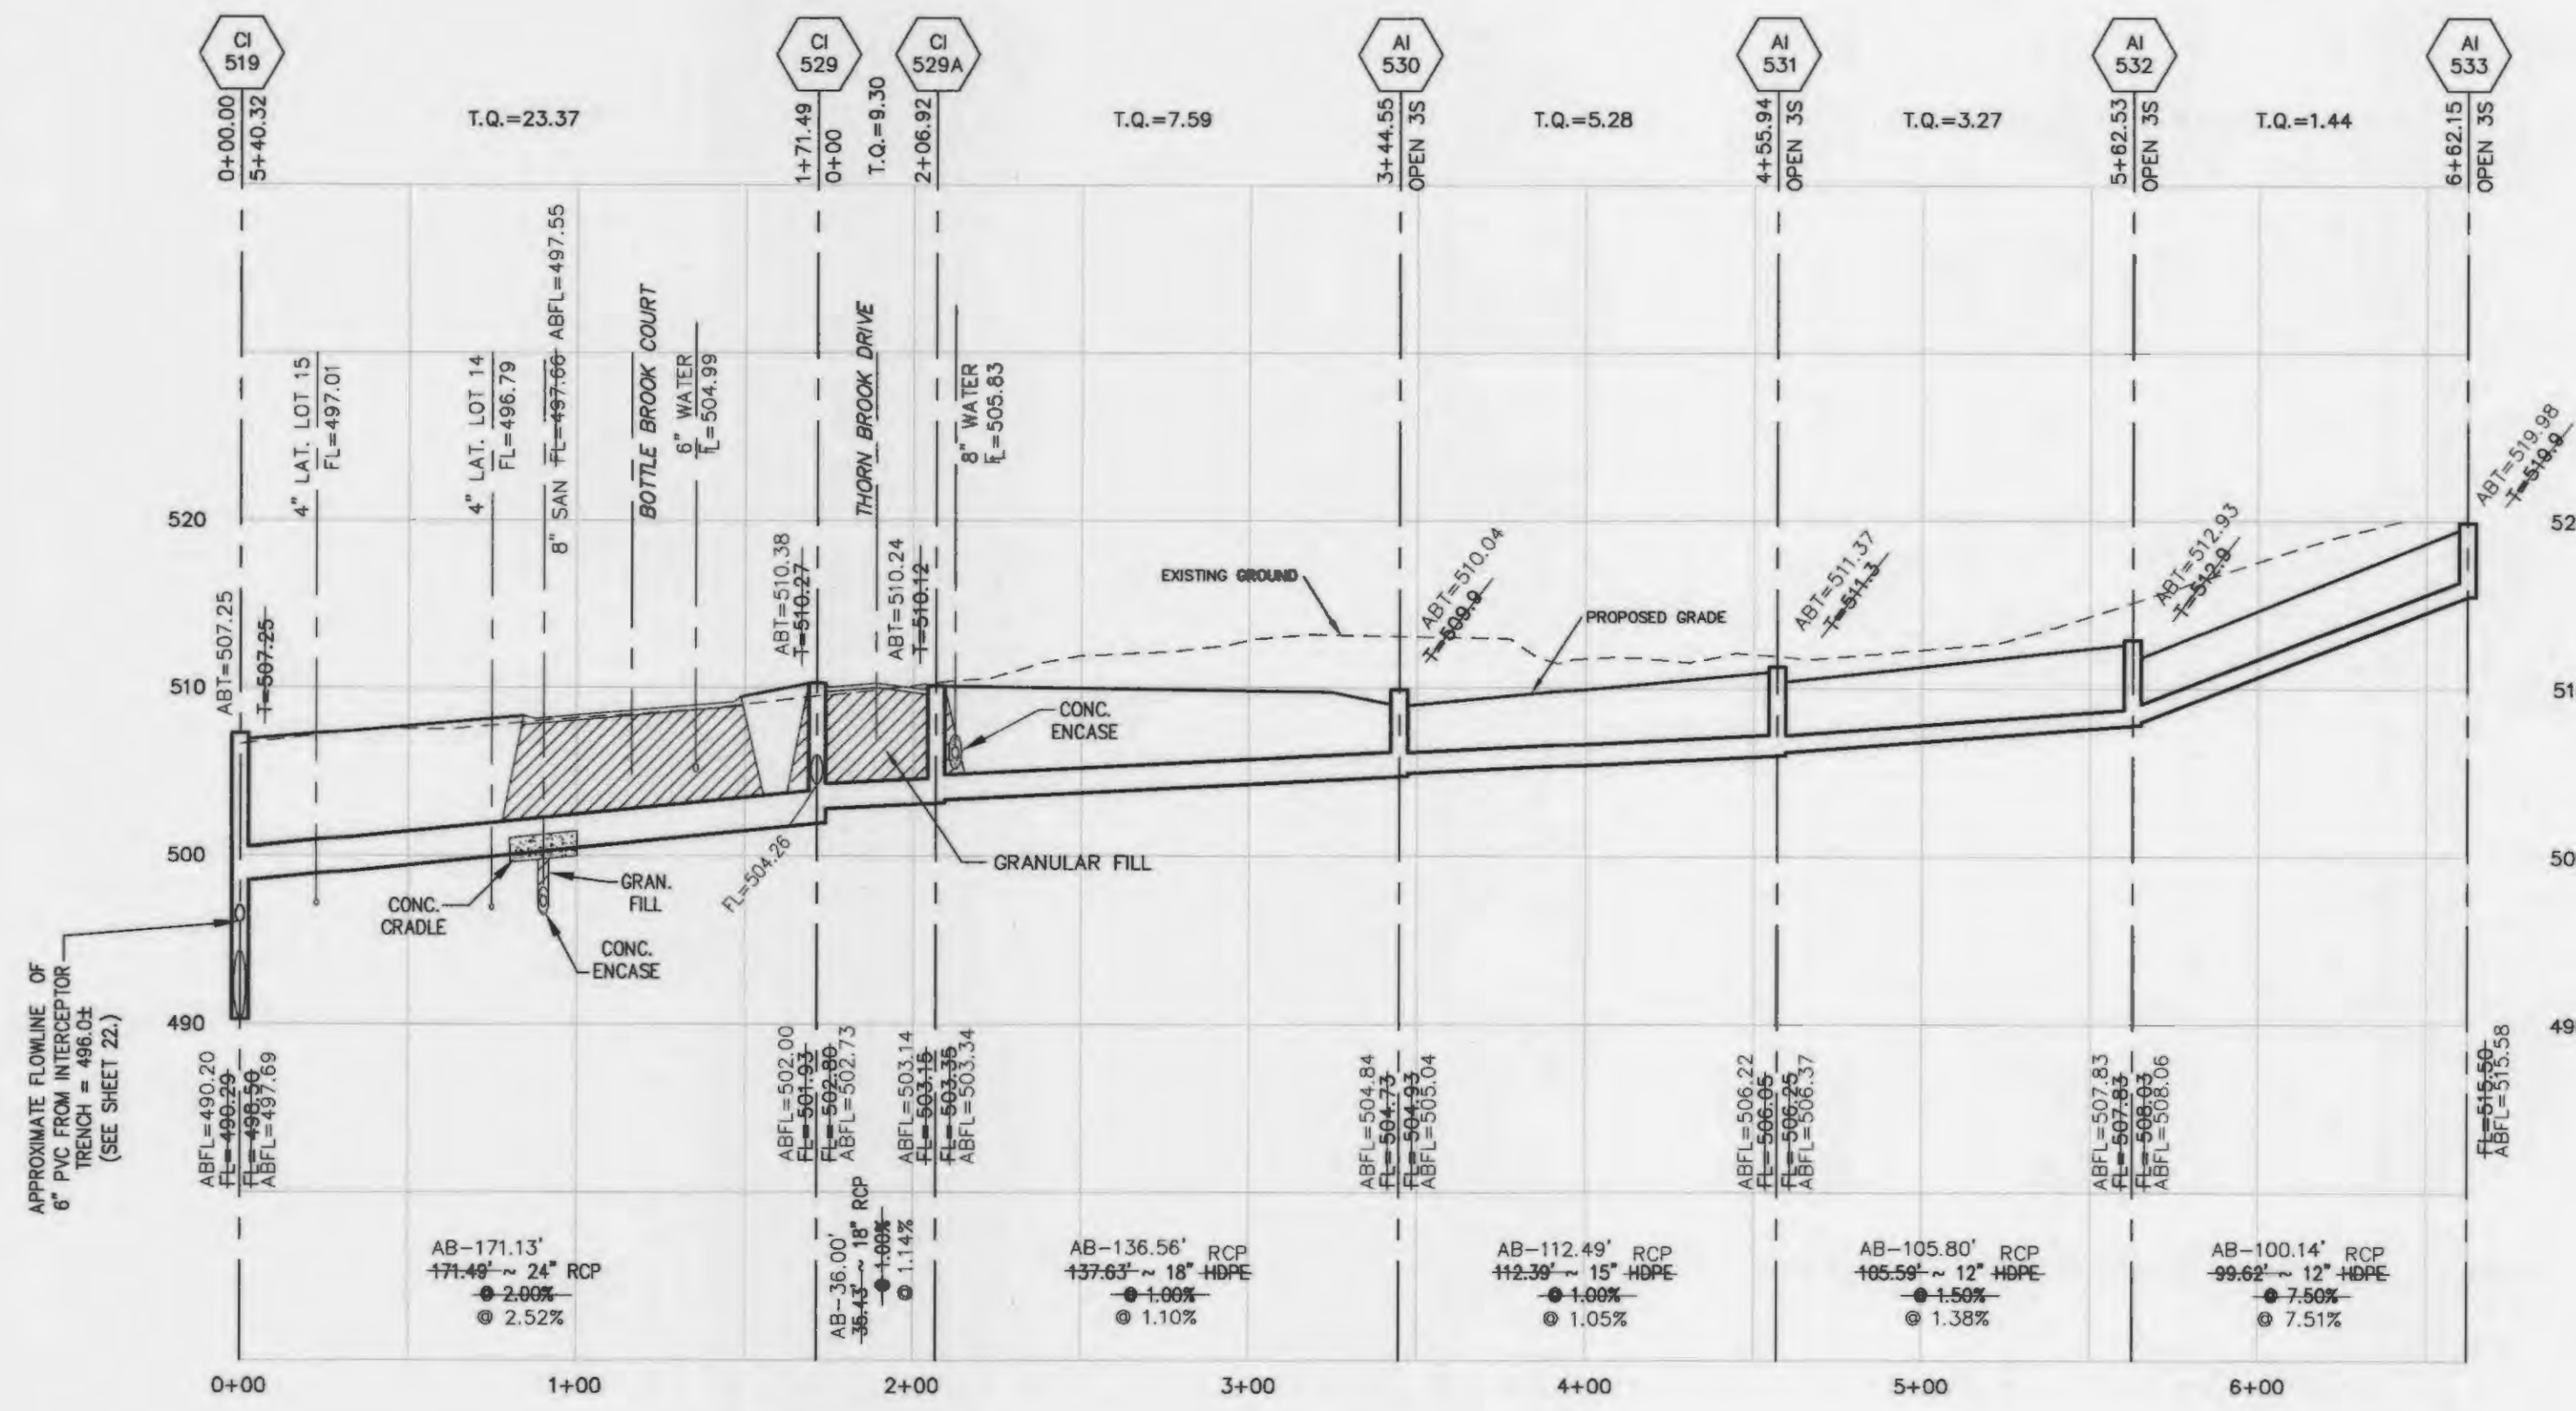 CI
519
CI
529
CI
529A
AI
530
AI
531
AI
532
AI
533
0+00.00
5+40.32
T.Q.=23.37
1+71.49
0+00
T.Q.=9.30
2+06.92
T.Q.=7.59
3+44.55
OPEN 3S
T.Q.=5.28
4+55.94
OPEN 3S
T.Q.=3.27
5+62.53
OPEN 3S
T.Q.=1.44
6+62.15
OPEN 3S
4" LAT. LOT 15
FL=497.01
4" LAT. LOT 14
FL=496.79
8" SAN FL=497.66 ABFL=497.55
BOTTLE BROOK COURT
6" WATER
FL=504.99
THORN BROOK DRIVE
8" WATER
FL=505.83
520
510
500
490
52
51
50
49
ABT=507.25
T=507.25
ABT=510.38
T=510.27
ABT=510.24
T=510.12
EXISTING GROUND
ABT=510.04
T=509.9
PROPOSED GRADE
ABT=511.37
T=511.3
ABT=512.93
T=512.9
ABT=519.98
T=519.9
CONC.
ENCASE
FL=504.26
GRANULAR FILL
CONC.
CRADLE
GRAN.
FILL
CONC.
ENCASE
APPROXIMATE FLOWLINE OF
6" PVC FROM INTERCEPTOR
TRENCH = 496.0±
(SEE SHEET 22.)
ABFL=490.20
FL=490.29
FL=498.50
ABFL=497.69
ABFL=502.00
FL=501.93
FL=502.80
ABFL=502.73
ABFL=503.14
FL=503.15
FL=503.35
ABFL=503.34
ABFL=504.84
FL=504.73
FL=504.93
ABFL=505.04
ABFL=506.22
FL=506.05
FL=506.25
ABFL=506.37
ABFL=507.83
FL=507.83
FL=508.03
ABFL=508.06
FL=515.50
ABFL=515.58
AB-171.13'
171.49' ~ 24" RCP
@ 2.00%
@ 2.52%
AB-36.00'
35.43' ~ 18" RCP
@ 1.00%
@ 1.14%
AB-136.56' RCP
137.63' ~ 18" HDPE
@ 1.00%
@ 1.10%
AB-112.49' RCP
112.39' ~ 15" HDPE
@ 1.00%
@ 1.05%
AB-105.80' RCP
105.59' ~ 12" HDPE
@ 1.50%
@ 1.38%
AB-100.14' RCP
99.62' ~ 12" HDPE
@ 7.50%
@ 7.51%
0+00
1+00
2+00
3+00
4+00
5+00
6+00